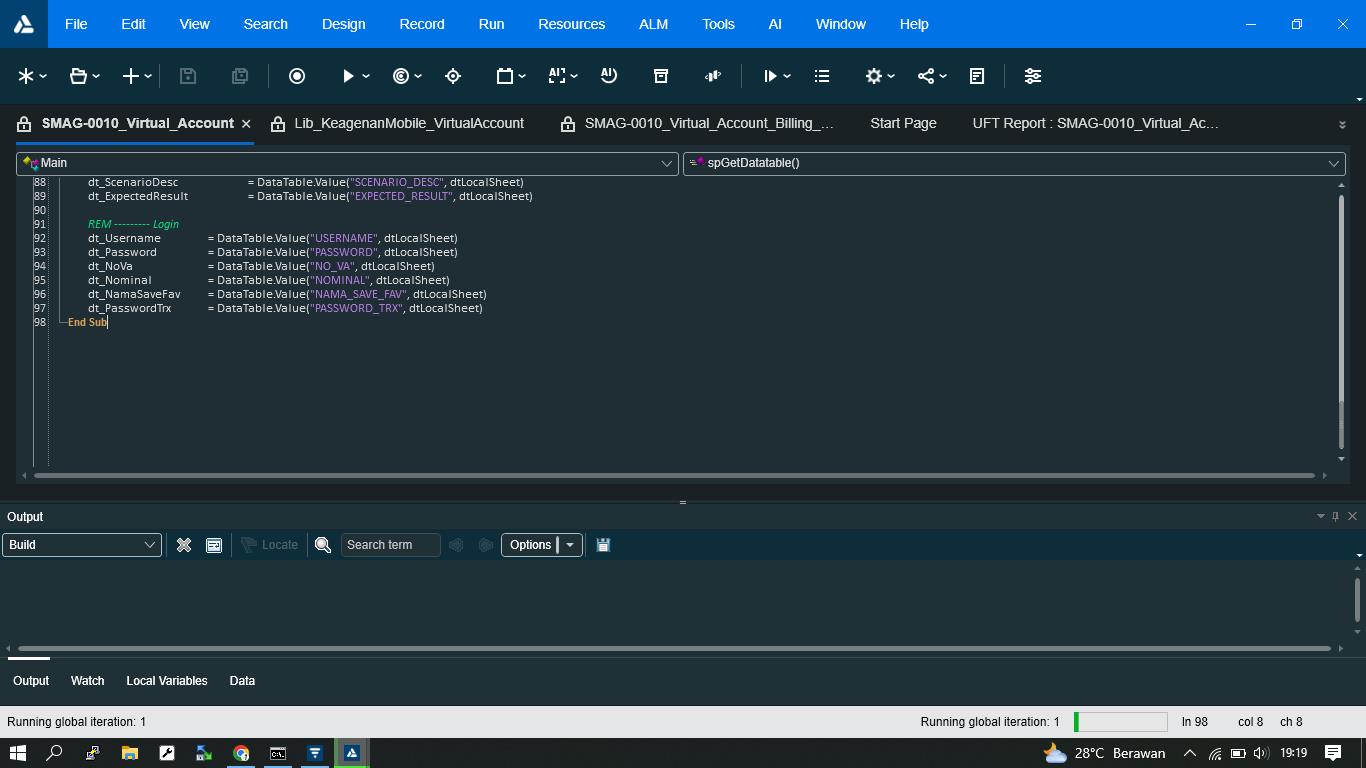 File Edit View Search Design Record Run Resources ALM Tools AI Window Help
SMAG-0010_Virtual_Account Lib_KeagenanMobile_VirtualAccount SMAG-0010_Virtual_Account_Billing_... Start Page UFT Report : SMAG-0010_Virtual_Ac...
Main spGetDatatable()
88 dt_ScenarioDesc = DataTable.Value("SCENARIO_DESC", dtLocalSheet)
89 dt_ExpectedResult = DataTable.Value("EXPECTED_RESULT", dtLocalSheet)
90
91 REM --------- Login
92 dt_Username = DataTable.Value("USERNAME", dtLocalSheet)
93 dt_Password = DataTable.Value("PASSWORD", dtLocalSheet)
94 dt_NoVa = DataTable.Value("NO_VA", dtLocalSheet)
95 dt_Nominal = DataTable.Value("NOMINAL", dtLocalSheet)
96 dt_NamaSaveFav = DataTable.Value("NAMA_SAVE_FAV", dtLocalSheet)
97 dt_PasswordTrx = DataTable.Value("PASSWORD_TRX", dtLocalSheet)
98 End Sub
Output
Build Locate Search term Options
Output Watch Local Variables Data
Running global iteration: 1 Running global iteration: 1 ln 98 col 8 ch 8
28°C Berawan 19:19